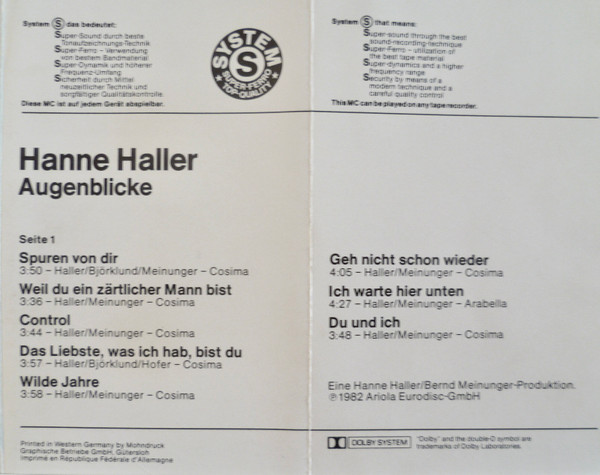 System S das bedeutet:
Super-Sound durch beste
Tonaufzeichnungs-Technik
Super-Ferro – Verwendung
von bestem Bandmaterial
Super-Dynamik und höherer
Frequenz-Umfang
Sicherheit durch Mittel
neuzeitlicher Technik und
sorgfältiger Qualitätskontrolle.
Diese MC ist auf jedem Gerät abspielbar.
SYSTEM
S
SUPER-FERRO
TOP-QUALITY
System S that means:
Super-sound through the best
sound-recording-technique
Super-Ferro – utilization of
the best tape material
Super-dynamics and a higher
frequency range
Security by means of a
modern technique and a
careful quality control
This MC can be played on any tape recorder.
Hanne Haller
Augenblicke
Seite 1
Spuren von dir
3:50 – Haller/Björklund/Meinunger – Cosima
Weil du ein zärtlicher Mann bist
3:36 – Haller/Meinunger – Cosima
Control
3:44 – Haller/Meinunger – Cosima
Das Liebste, was ich hab, bist du
3:57 – Haller/Björklund/Hofer – Cosima
Wilde Jahre
3:58 – Haller/Meinunger – Cosima
Geh nicht schon wieder
4:05 – Haller/Meinunger – Cosima
Ich warte hier unten
4:27 – Haller/Meinunger – Arabella
Du und ich
3:48 – Haller/Meinunger – Cosima
Eine Hanne Haller/Bernd Meinunger-Produktion.
℗ 1982 Ariola Eurodisc-GmbH
Printed in Western Germany by Mohndruck
Graphische Betriebe GmbH, Gütersloh
Imprimé en République Fédérale d'Allemagne
DOLBY SYSTEM
"Dolby" and the double-D symbol are
trademarks of Dolby Laboratories.